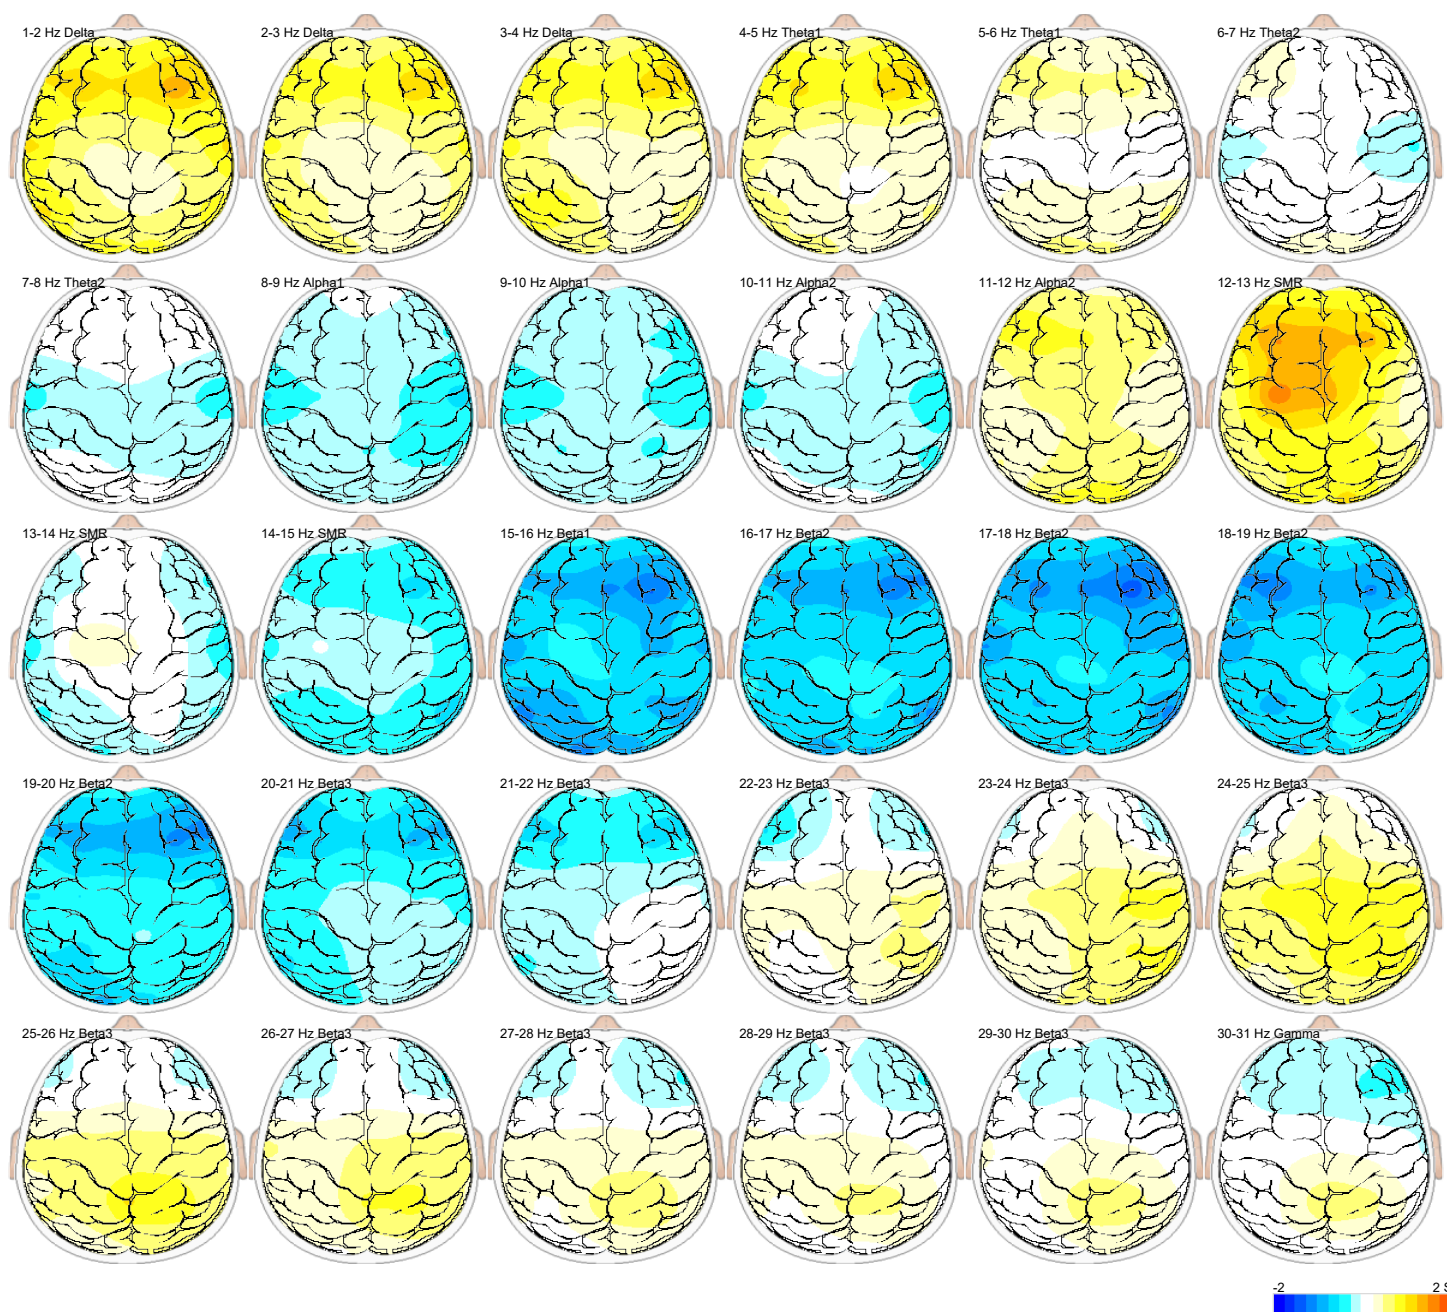 1-2 Hz Delta 2-3 Hz Delta 3-4 Hz Delta 4-5 Hz Theta1 5-6 Hz Theta1 6-7 Hz Theta2
7-8 Hz Theta2 8-9 Hz Alpha1 9-10 Hz Alpha1 10-11 Hz Alpha2 11-12 Hz Alpha2 12-13 Hz SMR
13-14 Hz SMR 14-15 Hz SMR 15-16 Hz Beta1 16-17 Hz Beta2 17-18 Hz Beta2 18-19 Hz Beta2
19-20 Hz Beta2 20-21 Hz Beta3 21-22 Hz Beta3 22-23 Hz Beta3 23-24 Hz Beta3 24-25 Hz Beta3
25-26 Hz Beta3 26-27 Hz Beta3 27-28 Hz Beta3 28-29 Hz Beta3 29-30 Hz Beta3 30-31 Hz Gamma
-2 2